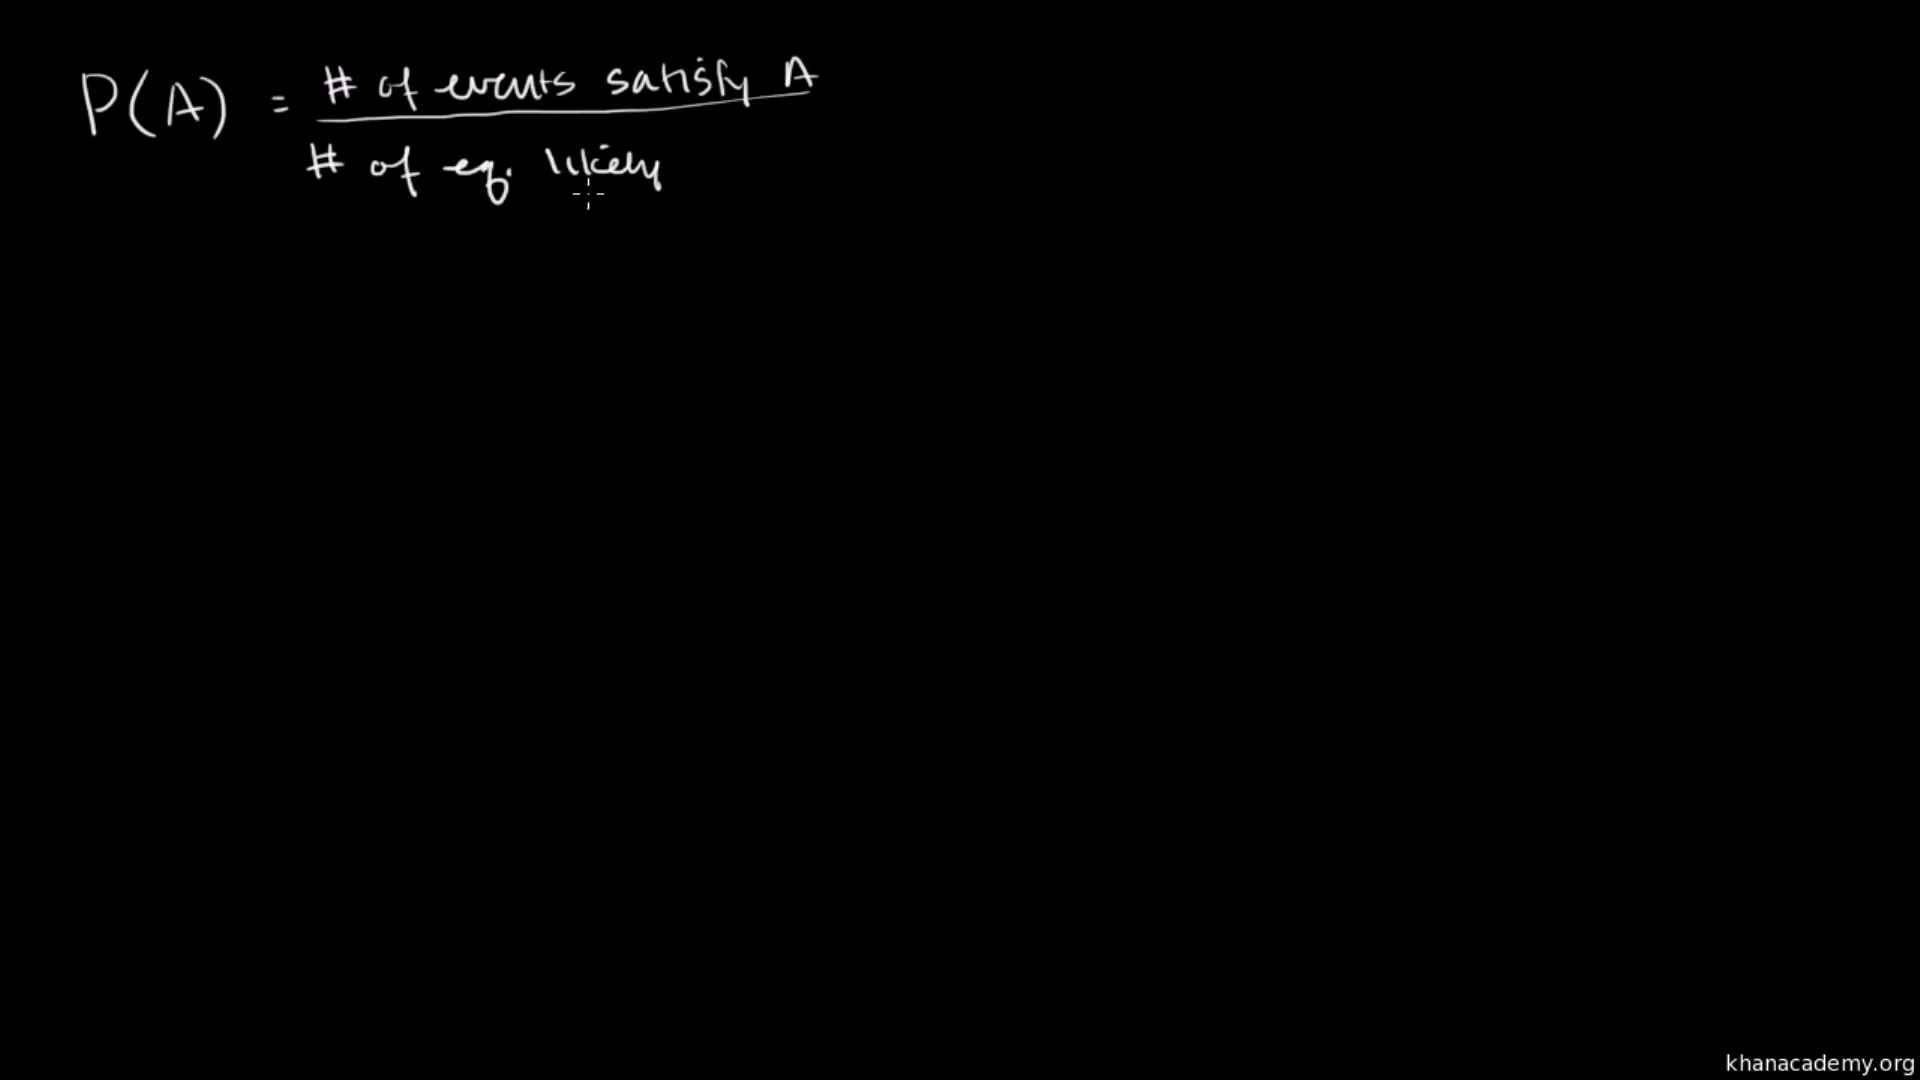 P(A) = # of events satisfy A
# of eq. likely
khanacademy.org